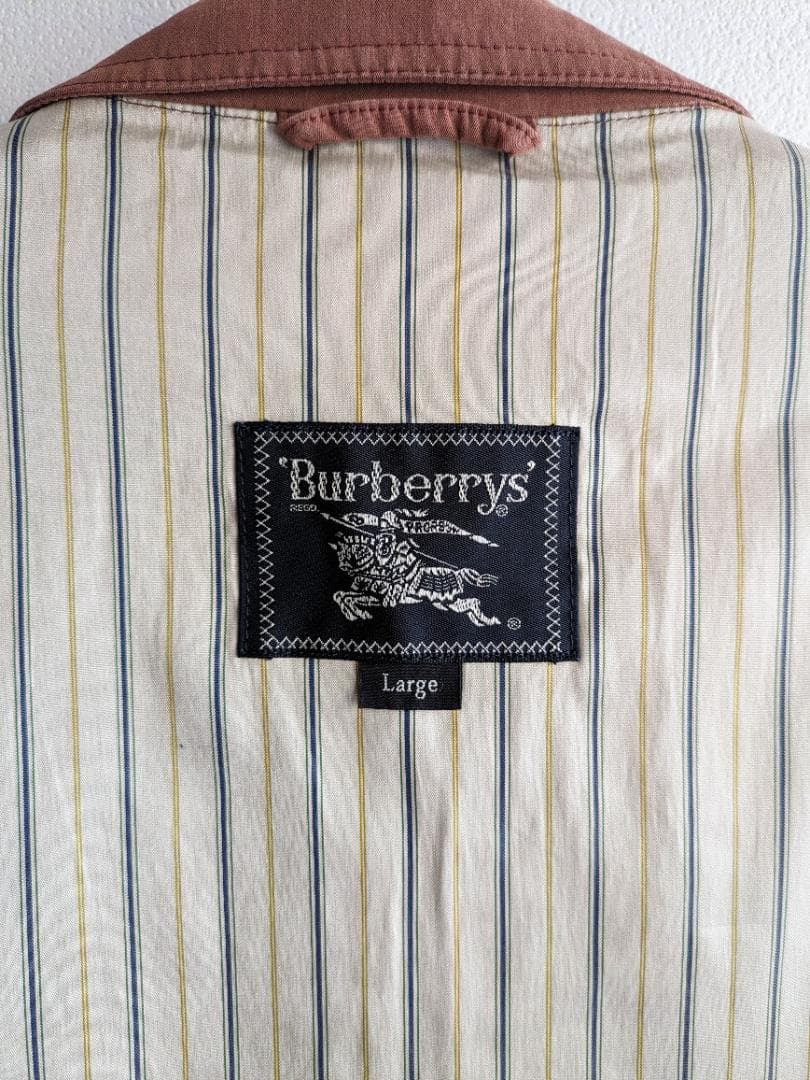 'Burberrys'
REGD. ®
PRORSUM
®
Large